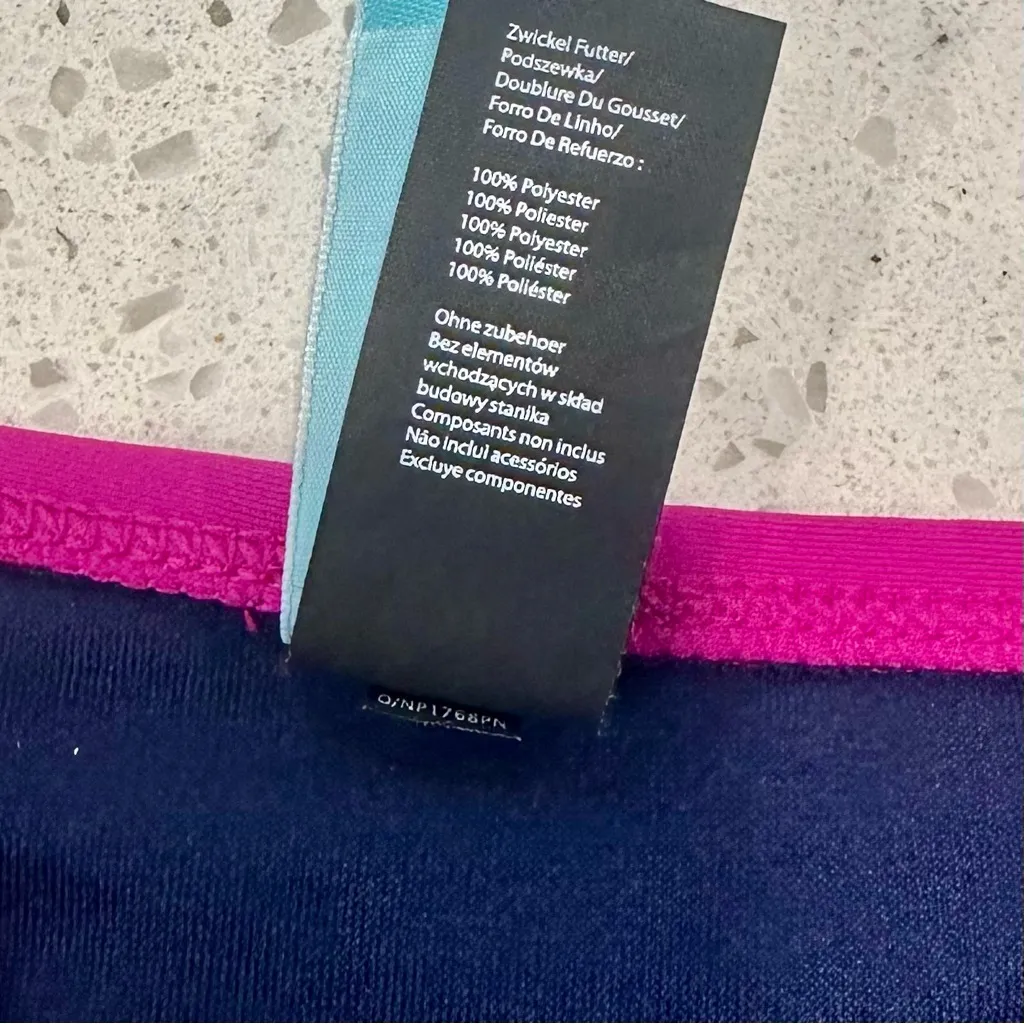 Zwickel Futter/
Podszewka/
Doublure Du Gousset/
Forro De Linho/
Forro De Refuerzo :
100% Polyester
100% Poliester
100% Polyester
100% Poliéster
100% Poliéster
Ohne zubehoer
Bez elementów
wchodzących w skład
budowy stanika
Composants non inclus
Não inclui acessórios
Excluye componentes
O/NP1768PN